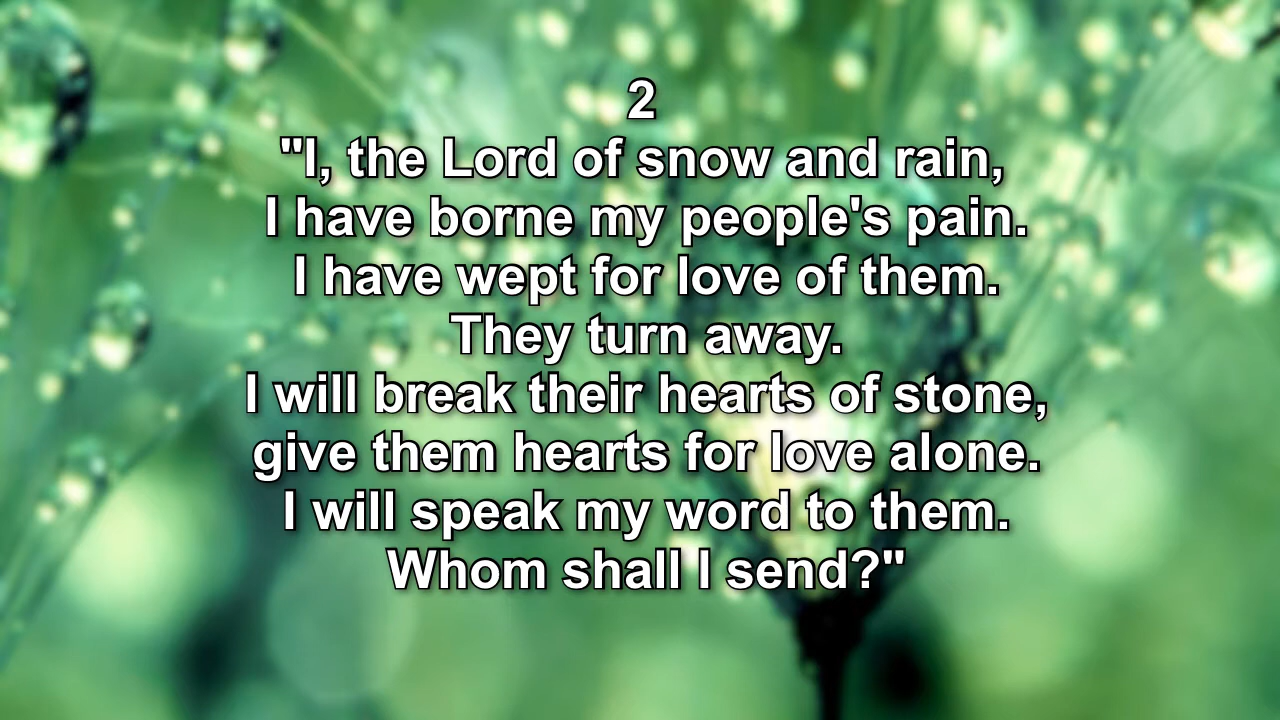 2
"I, the Lord of snow and rain,
I have borne my people's pain.
I have wept for love of them.
They turn away.
I will break their hearts of stone,
give them hearts for love alone.
I will speak my word to them.
Whom shall I send?"